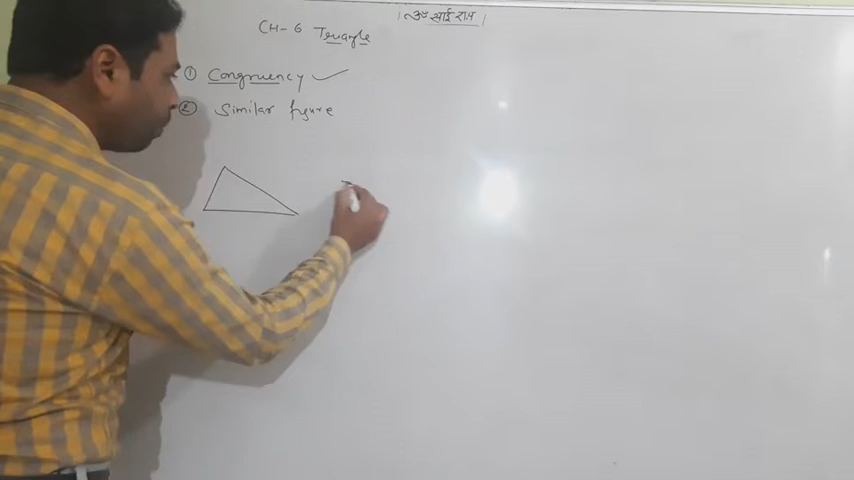 ॐ साई राम
CH- 6 Triangle
① Congruency ✓
② Similar figure